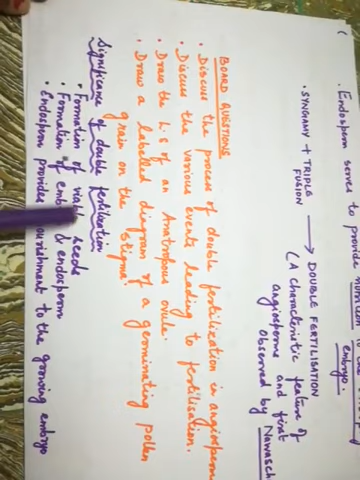 . Endosperm served to provide nutrition to the
embryo.
. SYNGAMY + TRIPLE FUSION → DOUBLE FERTILISATION
(A characteristic feature of
angiosperms and first
observed by Nawasch
BOARD QUESTIONS
. Discuss the process of double fertilization in angiosperm
. Discuss the various events leading to fertilisation.
. Draw the L.S of an Anatropous ovule.
. Draw a labelled diagram of a germinating pollen
grain on the stigma.
Significance of double fertilization
. Formation of viable seeds
. Formation of embryo & endosperm
. Endosperm provides nourishment to the growing embryo